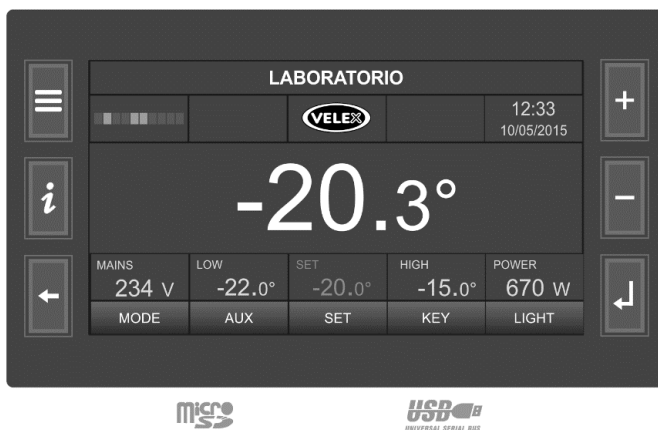 LABORATORIO
VELEX
12:33
10/05/2015
-20.3°
MAINS LOW SET HIGH POWER
234 V -22.0° -20.0° -15.0° 670 W
MODE AUX SET KEY LIGHT
micro SD
USB
UNIVERSAL SERIAL BUS